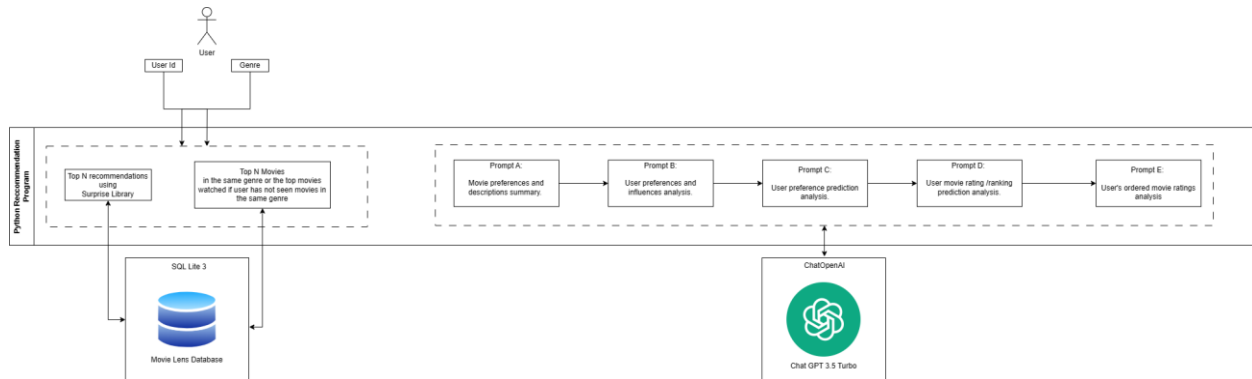 User
User Id
Genre
Python Reccommendation
Program
Top N recommendations
using
Surprise Library
Top N Movies
in the same genre or the top movies
watched if user has not seen movies in
the same genre
Prompt A:
Movie preferences and
descriptions summary.
Prompt B:
User preferences and
influences analysis.
Prompt C:
User preference prediction
analysis.
Prompt D:
User movie rating /ranking
prediction analysis.
Prompt E:
User's ordered movie ratings
analysis
SQL Lite 3
Movie Lens Database
ChatOpenAI
Chat GPT 3.5 Turbo